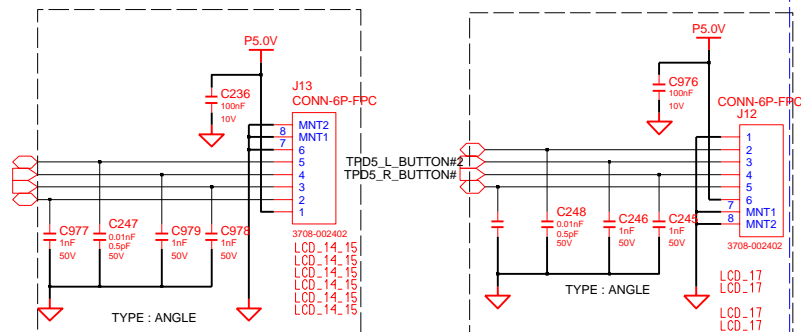 P5.0V
C236
100nF
10V
J13
CONN-6P-FPC
MNT2
8
MNT1
7
6
5
4
3
2
1
3708-002402
C977
1nF
50V
C247
0.01nF
0.5pF
50V
C979
1nF
50V
C978
1nF
50V
LCD_14_15
LCD_14_15
LCD_14_15
LCD_14_15
LCD_14_15
LCD_14_15
TYPE : ANGLE
P5.0V
C976
100nF
10V
CONN-6P-FPC
J12
TPD5_L_BUTTON#2
TPD5_R_BUTTON#
1
2
3
4
5
6
7
MNT1
8
MNT2
3708-002402
C248
0.01nF
0.5pF
50V
C246
1nF
50V
C245
1nF
50V
LCD_17
LCD_17
LCD_17
LCD_17
TYPE : ANGLE